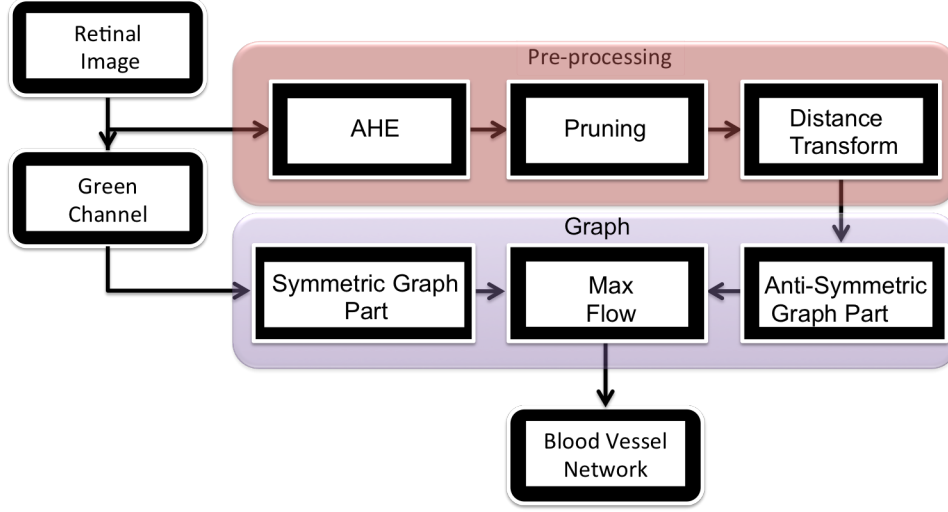 Retinal
Image
Pre-processing
AHE
Pruning
Distance
Transform
Green
Channel
Graph
Symmetric Graph
Part
Max
Flow
Anti-Symmetric
Graph Part
Blood Vessel
Network